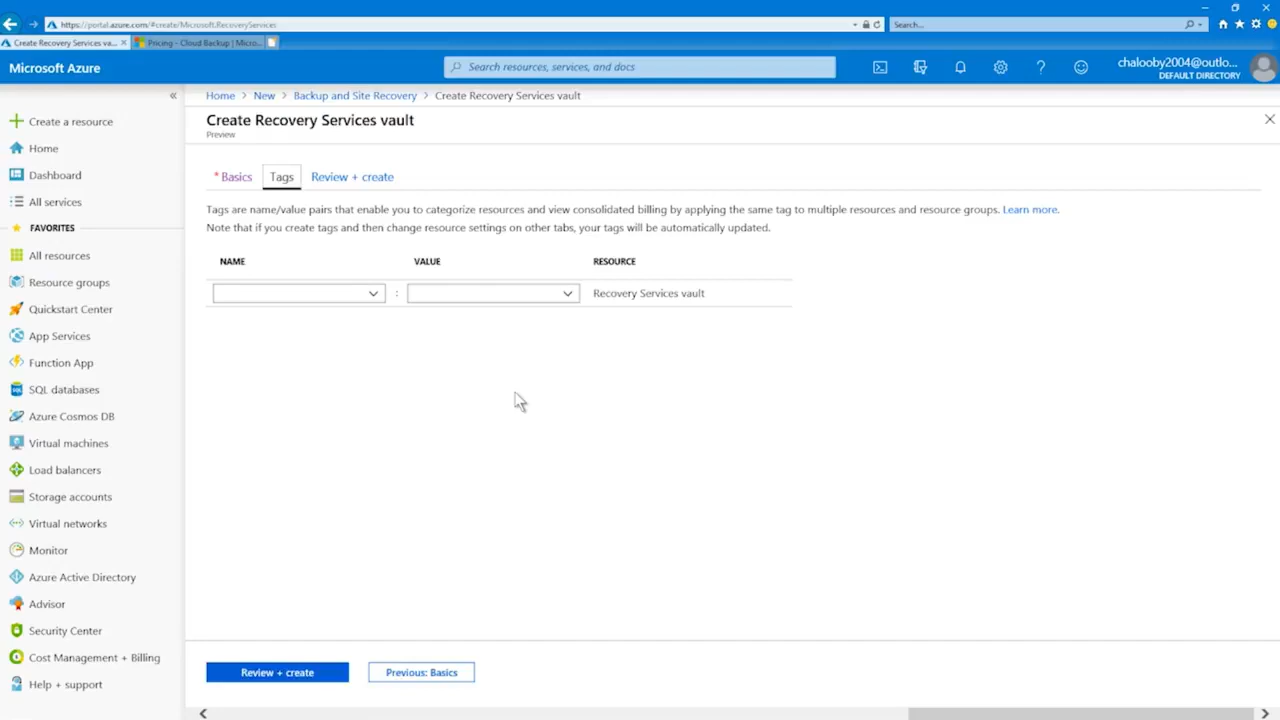 https://portal.azure.com/#create/Microsoft.RecoveryServices
Search...
Create Recovery Services va...
Pricing - Cloud Backup | Micro...
Microsoft Azure
Search resources, services, and docs
chalooby2004@outlo...
DEFAULT DIRECTORY
Home > New > Backup and Site Recovery > Create Recovery Services vault
Create Recovery Services vault
Preview
* Basics
Tags
Review + create
Tags are name/value pairs that enable you to categorize resources and view consolidated billing by applying the same tag to multiple resources and resource groups. Learn more.
Note that if you create tags and then change resource settings on other tabs, your tags will be automatically updated.
NAME
VALUE
RESOURCE
:
Recovery Services vault
Review + create
Previous: Basics
Create a resource
Home
Dashboard
All services
FAVORITES
All resources
Resource groups
Quickstart Center
App Services
Function App
SQL databases
Azure Cosmos DB
Virtual machines
Load balancers
Storage accounts
Virtual networks
Monitor
Azure Active Directory
Advisor
Security Center
Cost Management + Billing
Help + support